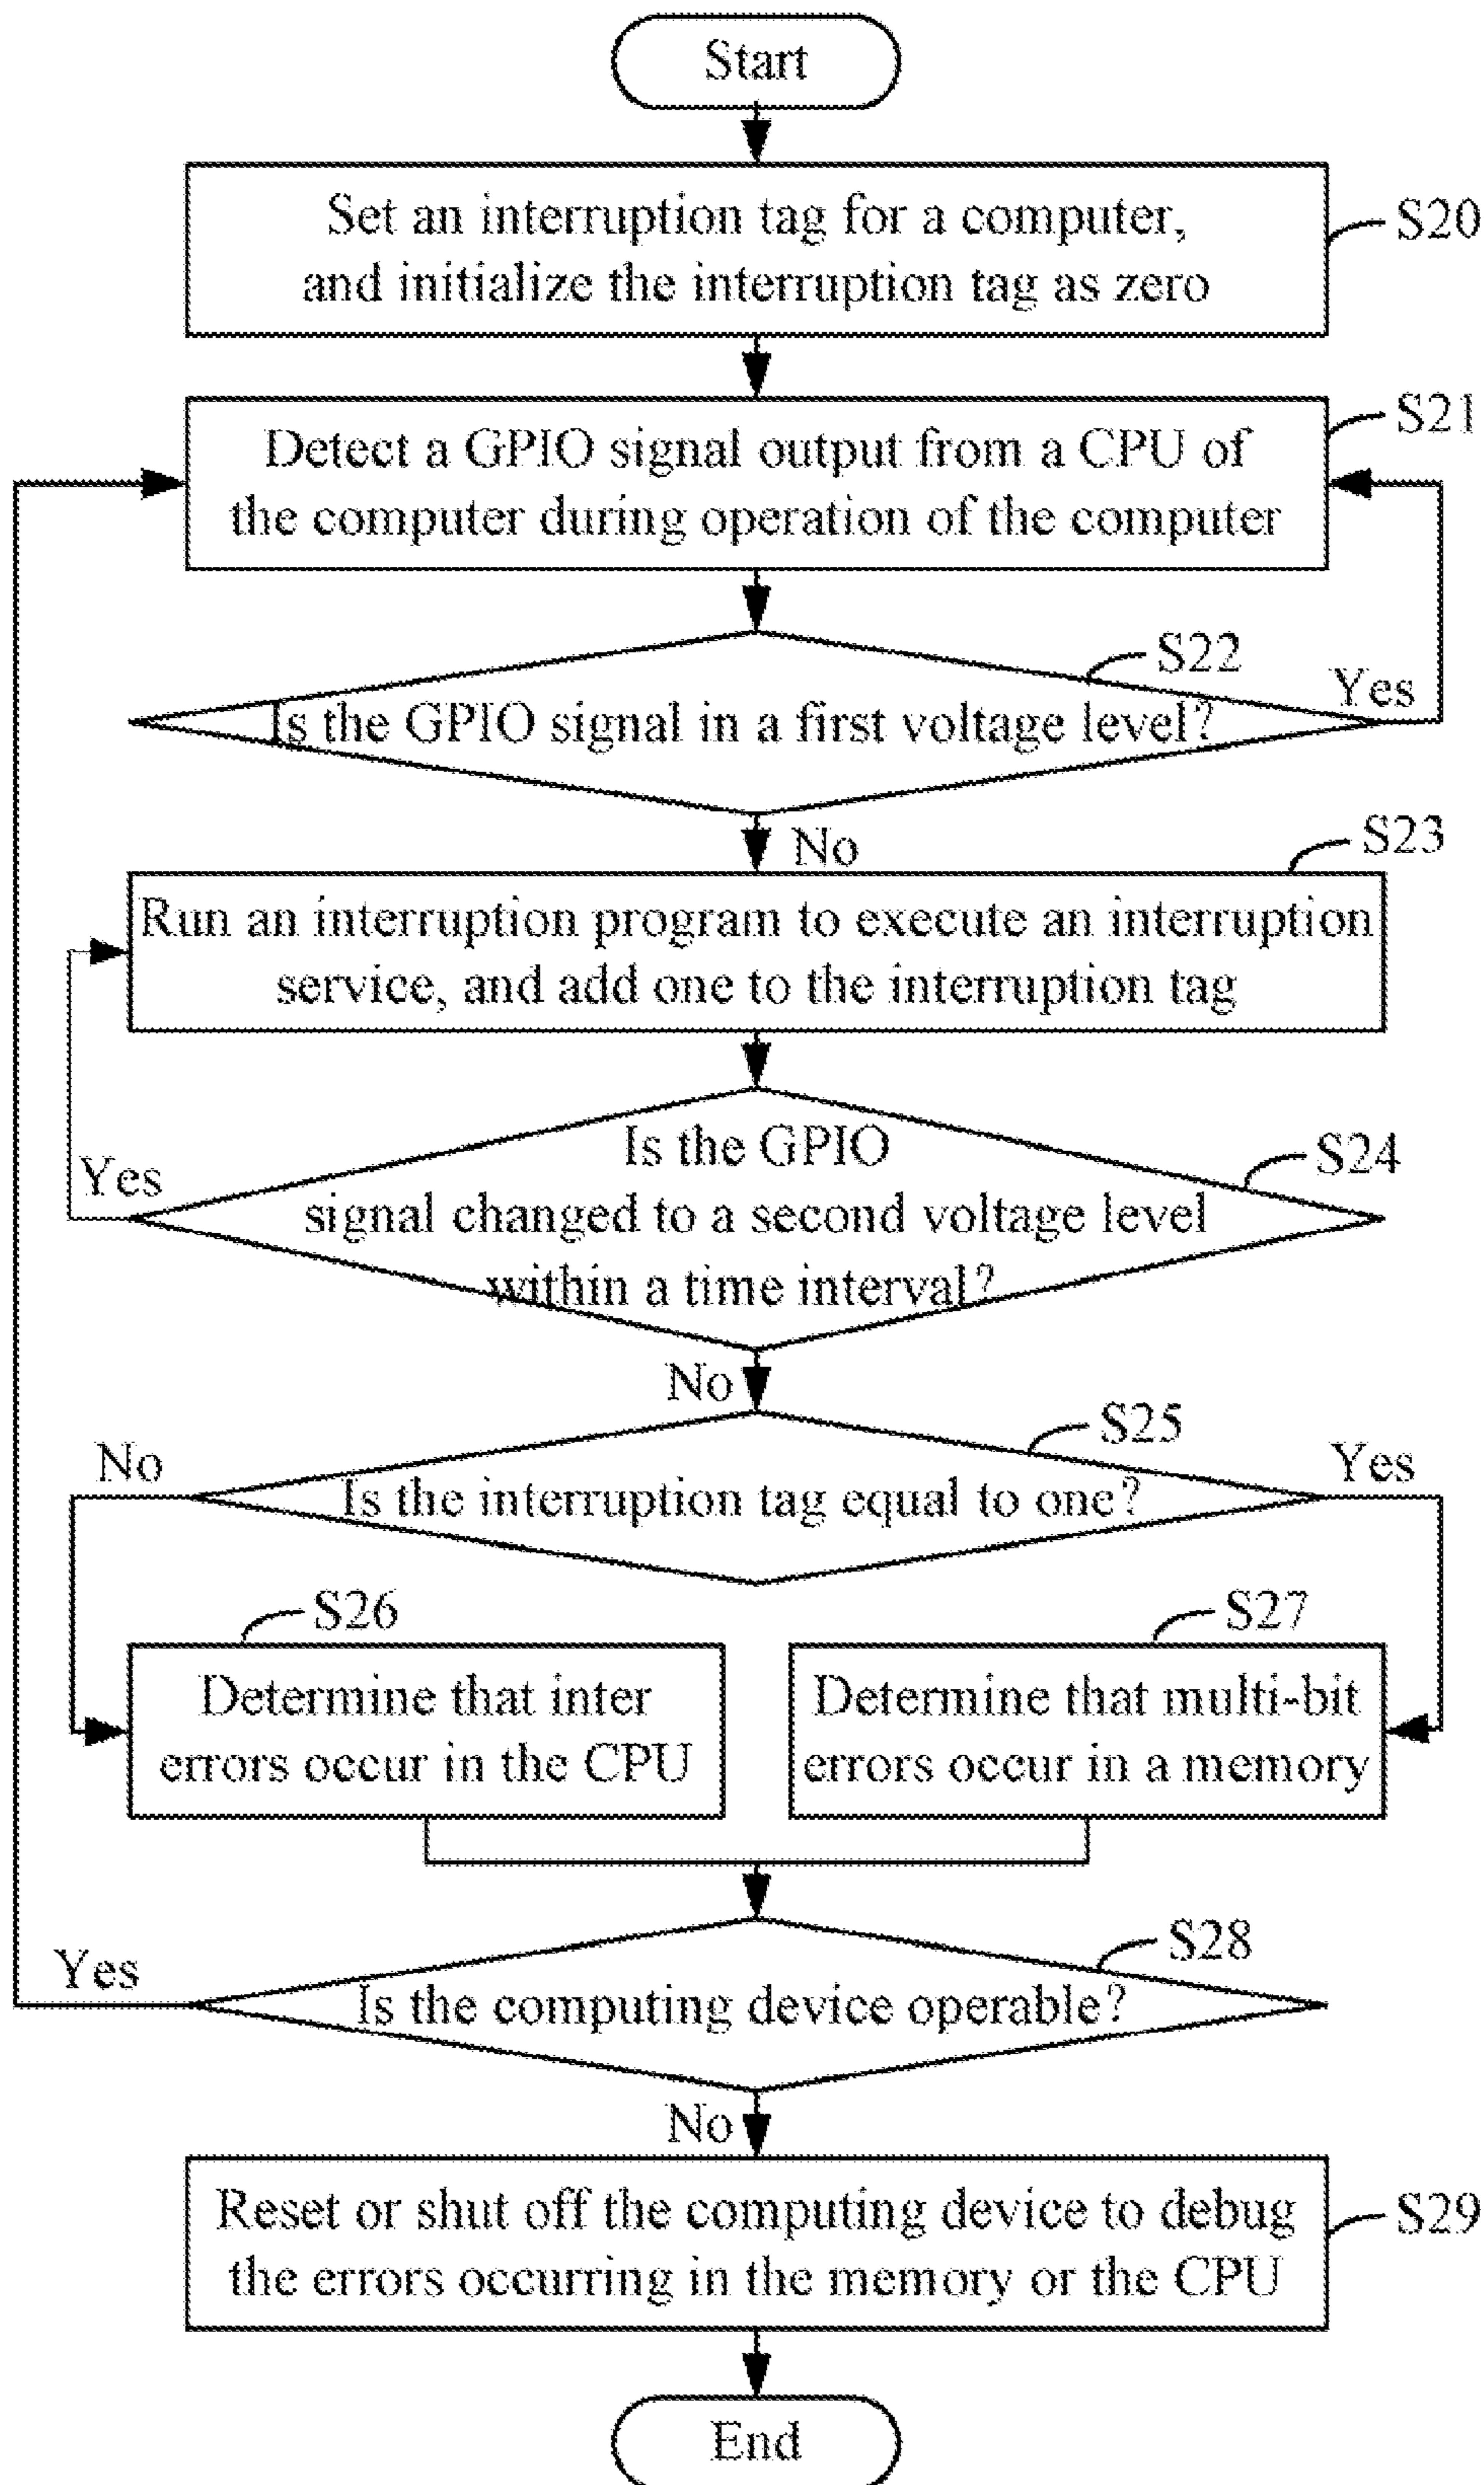 Start
Set an interruption tag for a computer,
and initialize the interruption tag as zero
S20
Detect a GPIO signal output from a CPU of
the computer during operation of the computer
S21
S22
Yes
Is the GPIO signal in a first voltage level?
No
S23
Run an interruption program to execute an interruption
service, and add one to the interruption tag
Is the GPIO
signal changed to a second voltage level
within a time interval?
S24
Yes
No
S25
No
Yes
Is the interruption tag equal to one?
S26
S27
Determine that inter
errors occur in the CPU
Determine that multi-bit
errors occur in a memory
S28
Yes
Is the computing device operable?
No
Reset or shut off the computing device to debug
the errors occurring in the memory or the CPU
S29
End